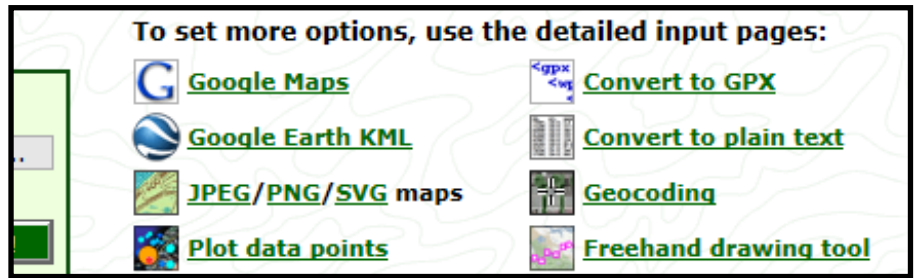 To set more options, use the detailed input pages:
Google Maps
Convert to GPX
Google Earth KML
Convert to plain text
JPEG/PNG/SVG maps
Geocoding
Plot data points
Freehand drawing tool